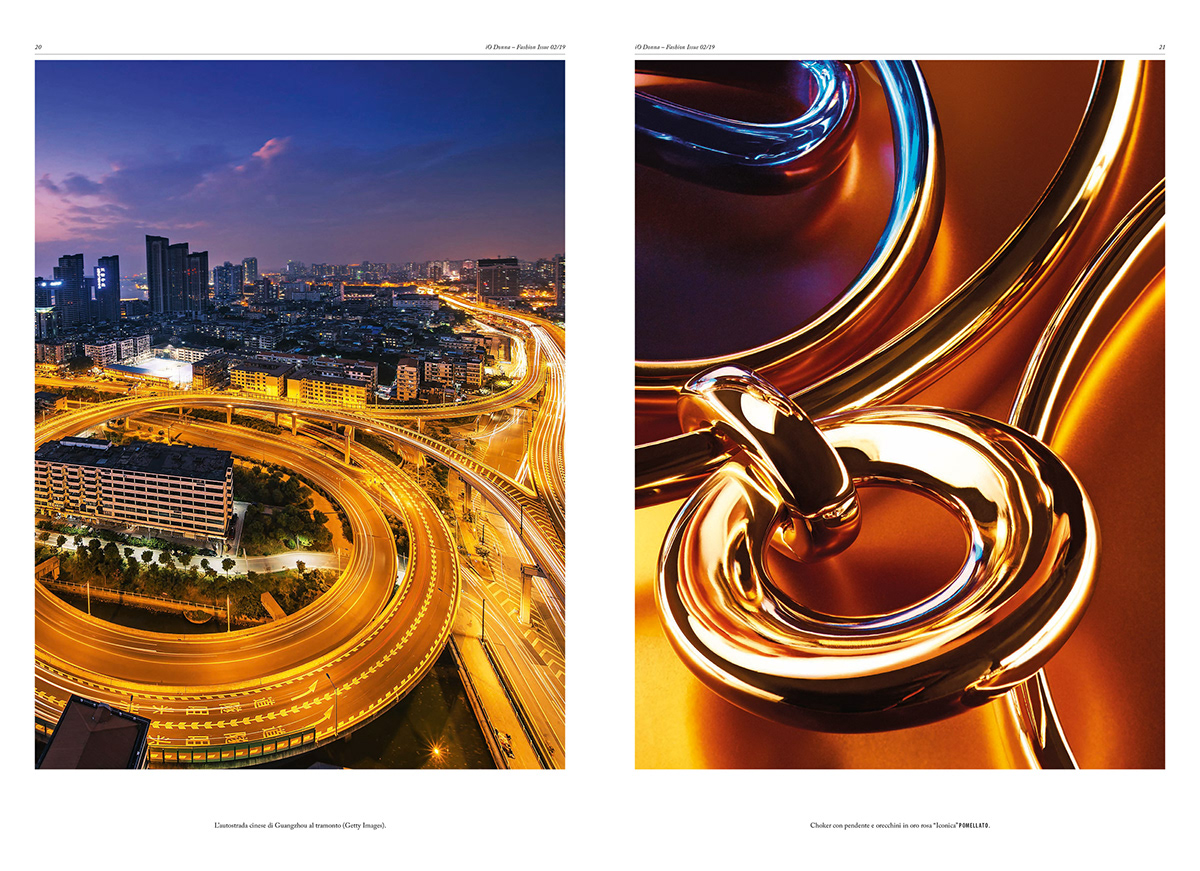 20
iO Donna – Fashion Issue 02/19
iO Donna – Fashion Issue 02/19
21
L'autostrada cinese di Guangzhou al tramonto (Getty Images).
Choker con pendente e orecchini in oro rosa "Iconica" POMELLATO.